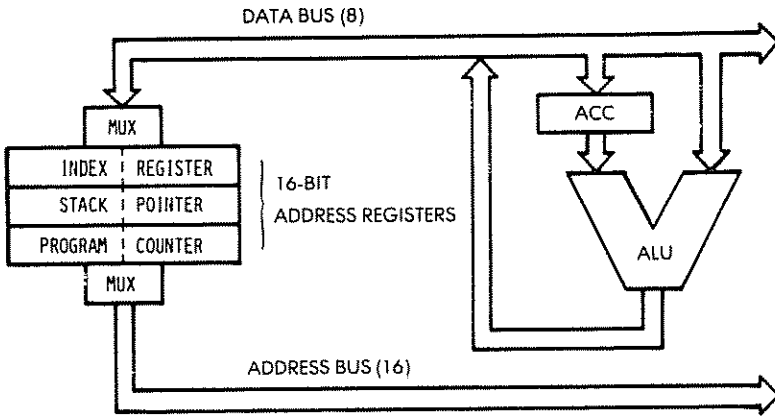 DATA BUS (8)
MUX
INDEX REGISTER
STACK POINTER
PROGRAM COUNTER
MUX
16-BIT
ADDRESS REGISTERS
ACC
ALU
ADDRESS BUS (16)